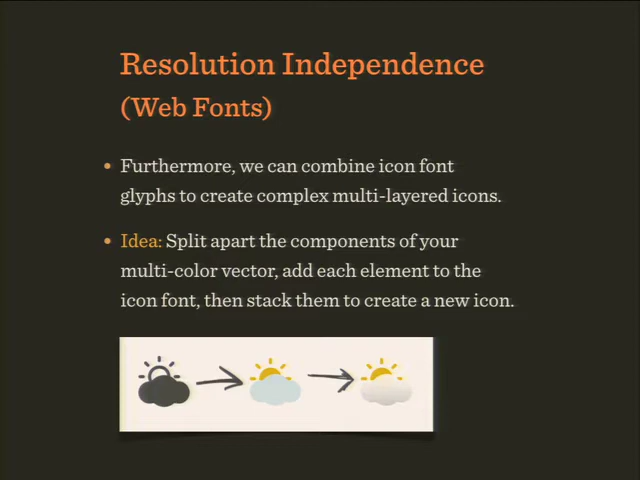 Resolution Independence
(Web Fonts)
• Furthermore, we can combine icon font
glyphs to create complex multi-layered icons.
• Idea: Split apart the components of your
multi-color vector, add each element to the
icon font, then stack them to create a new icon.